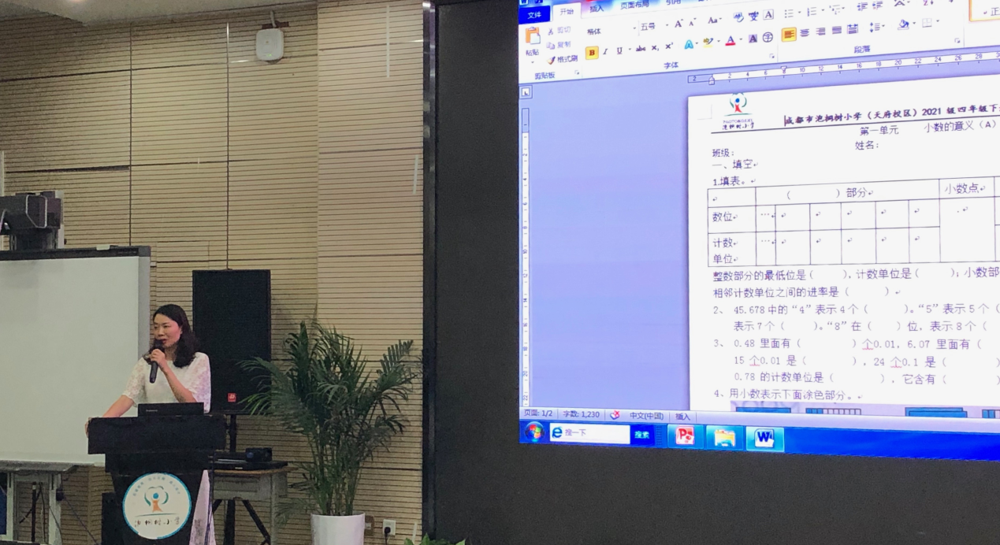 文件 开始 插入 页面布局 引用
剪切
复制
粘贴 格式刷
剪贴板
五号
字体 段落
2 2 4 6 8 10 12 14 16 18 20 22 24 26 28
泡桐树小学
成都市泡桐树小学（天府校区）2021 级四年级下
第一单元 小数的意义（A）
班级： 姓名：
一、填空
1.填表。
（ ）部分 小数点
数位 … .
计数单位 …
整数部分的最低位是（ ），计数单位是（ ）；小数部
相邻计数单位之间的进率是（ ）
2、 45.678 中的“4”表示 4 个（ ）。“5”表示 5 个（
表示 7 个（ ）。“8”在（ ）位，表示 8 个（
3、 0.48 里面有（ ）个 0.01，6.07 里面有（
15 个 0.01 是（ ），24 个 0.1 是（ ）
0.78 的计数单位是（ ），它含有（ ）
4、用小数表示下面涂色部分。
页面: 1/2 字数: 1,230 中文(中国) 插入
搜一下 搜索
泡桐树小学